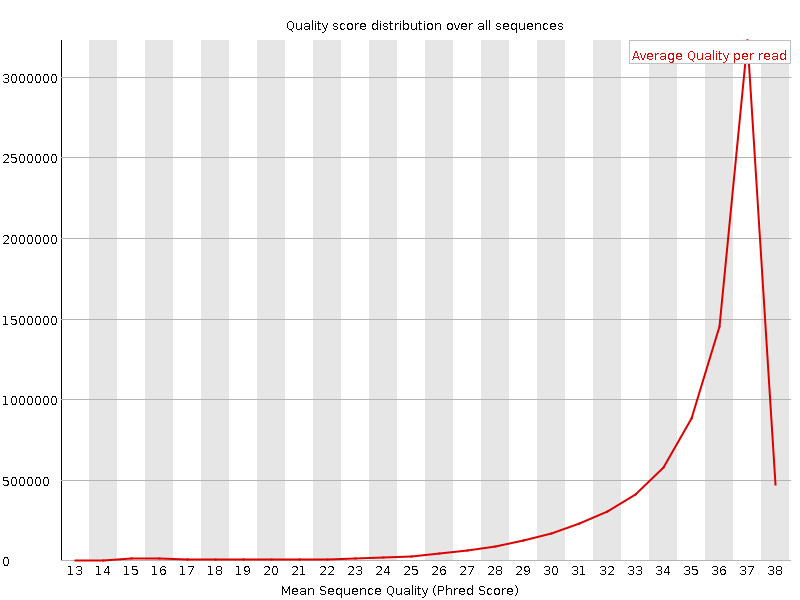 Quality score distribution over all sequences
Average Quality per read
3000000
2500000
2000000
1500000
1000000
500000
0
13 14 15 16 17 18 19 20 21 22 23 24 25 26 27 28 29 30 31 32 33 34 35 36 37 38
Mean Sequence Quality (Phred Score)